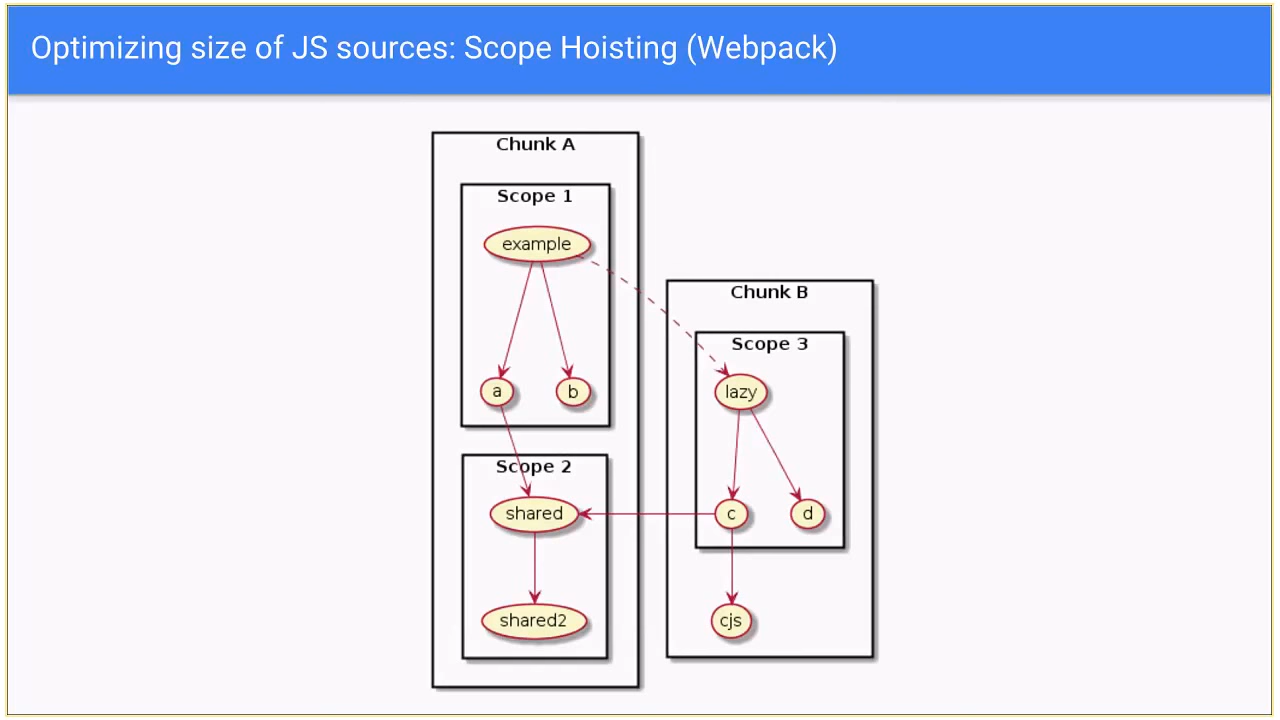 Optimizing size of JS sources: Scope Hoisting (Webpack)
Chunk A
Scope 1
example
a
b
Scope 2
shared
shared2
Chunk B
Scope 3
lazy
c
d
cjs